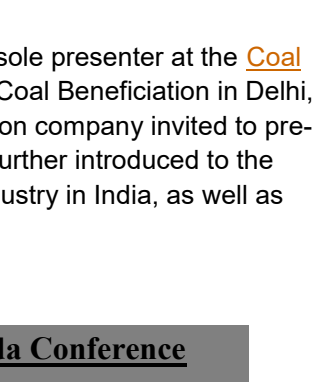 sole presenter at the Coal
Coal Beneficiation in Delhi,
on company invited to pre-
urther introduced to the
ustry in India, as well as
da Conference